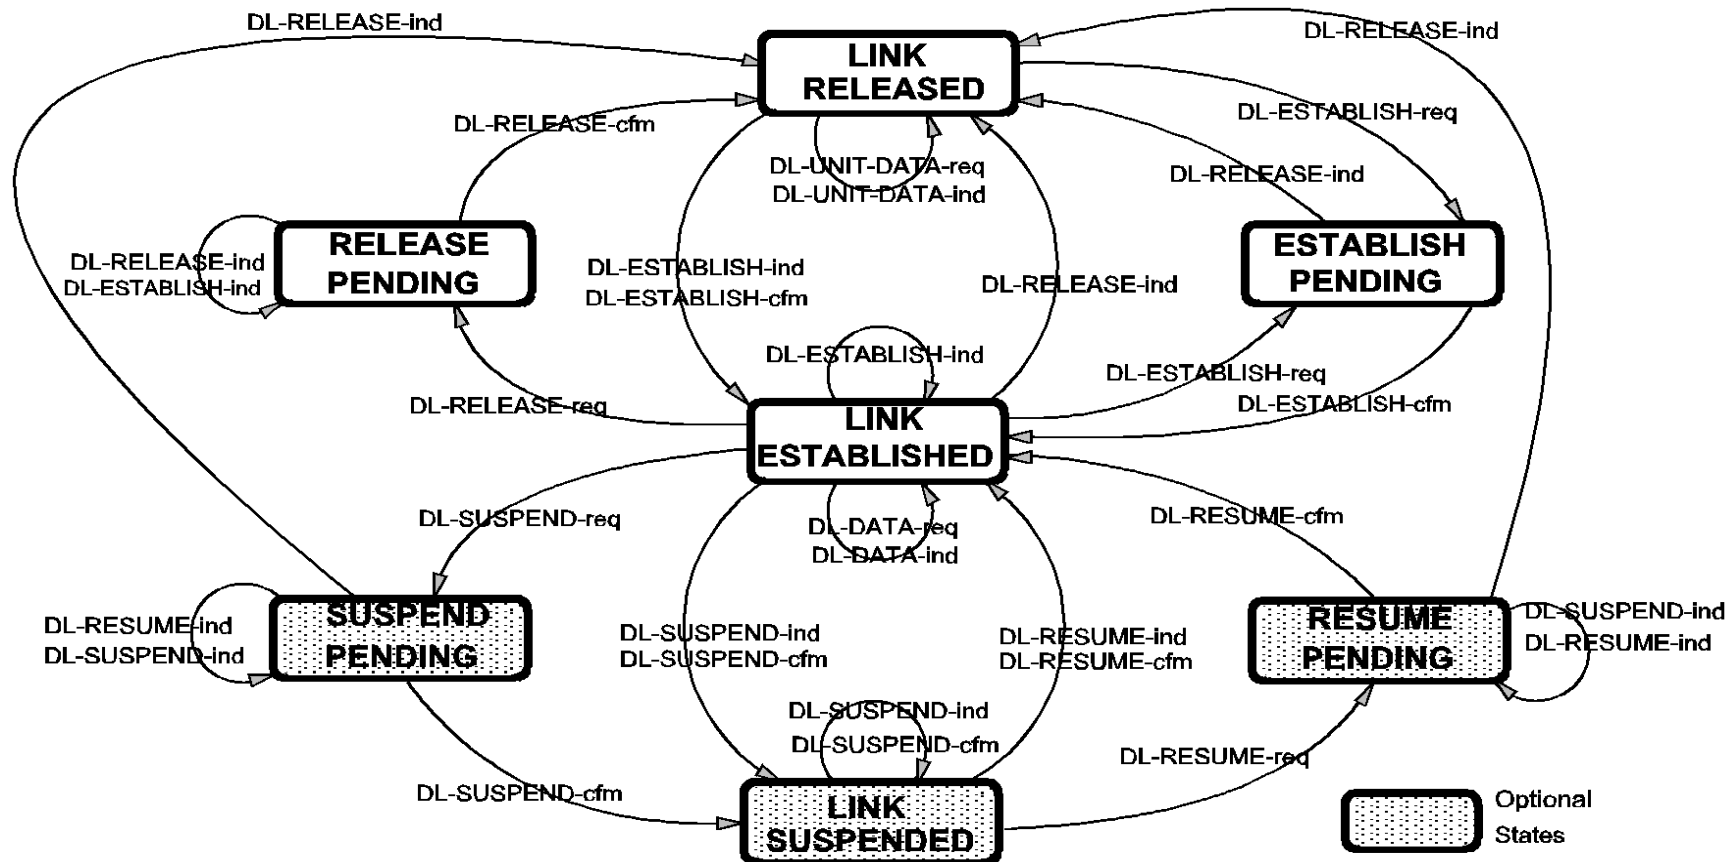 DL-RELEASE-ind
DL-RELEASE-ind
LINK
RELEASED
DL-RELEASE-cfm
DL-ESTABLISH-req
DL-UNIT-DATA-req
DL-UNIT-DATA-ind
DL-RELEASE-ind
RELEASE
PENDING
DL-RELEASE-ind
DL-ESTABLISH-ind
DL-ESTABLISH-ind
DL-ESTABLISH-cfm
DL-RELEASE-ind
ESTABLISH
PENDING
DL-ESTABLISH-ind
DL-ESTABLISH-req
DL-RELEASE-req
DL-ESTABLISH-cfm
LINK
ESTABLISHED
DL-SUSPEND-req
DL-DATA-req
DL-DATA-ind
DL-RESUME-cfm
DL-RESUME-ind
DL-SUSPEND-ind
SUSPEND
PENDING
DL-SUSPEND-ind
DL-SUSPEND-cfm
DL-RESUME-ind
DL-RESUME-cfm
RESUME
PENDING
DL-SUSPEND-ind
DL-RESUME-ind
DL-SUSPEND-ind
DL-SUSPEND-cfm
DL-RESUME-req
DL-SUSPEND-cfm
LINK
SUSPENDED
Optional
States